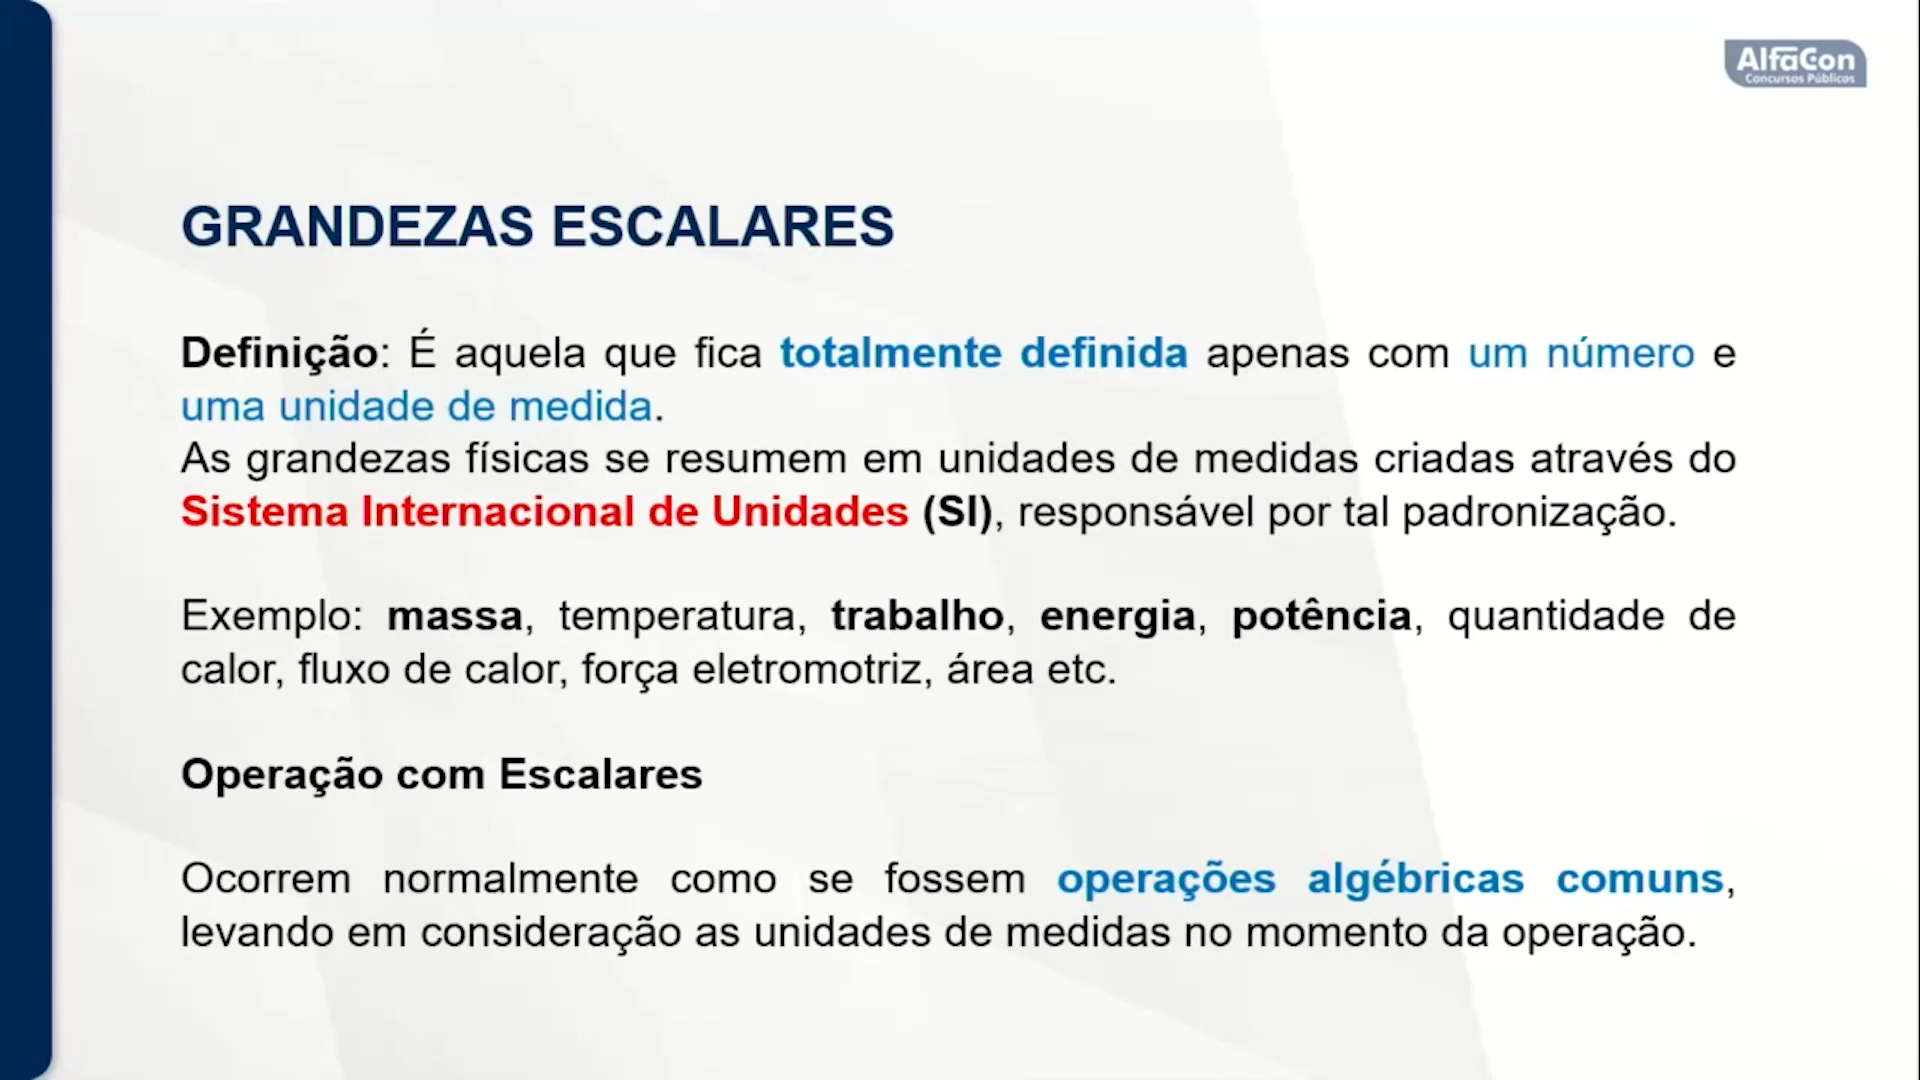 AlfaCon
Concursos Públicos
GRANDEZAS ESCALARES
Definição: É aquela que fica totalmente definida apenas com um número e
uma unidade de medida.
As grandezas físicas se resumem em unidades de medidas criadas através do
Sistema Internacional de Unidades (SI), responsável por tal padronização.
Exemplo: massa, temperatura, trabalho, energia, potência, quantidade de
calor, fluxo de calor, força eletromotriz, área etc.
Operação com Escalares
Ocorrem normalmente como se fossem operações algébricas comuns,
levando em consideração as unidades de medidas no momento da operação.